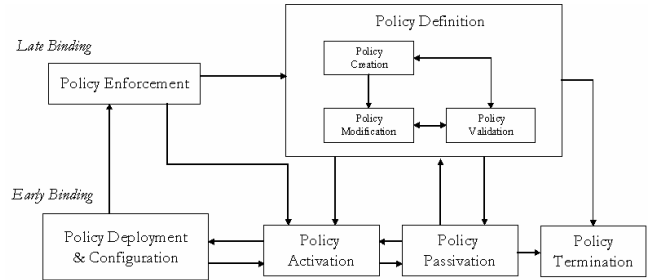 Policy Definition
Late Binding
Policy
Creation
Policy Enforcement
Policy
Modification
Policy
Validation
Early Binding
Policy Deployment
& Configuration
Policy
Activation
Policy
Passivation
Policy
Termination